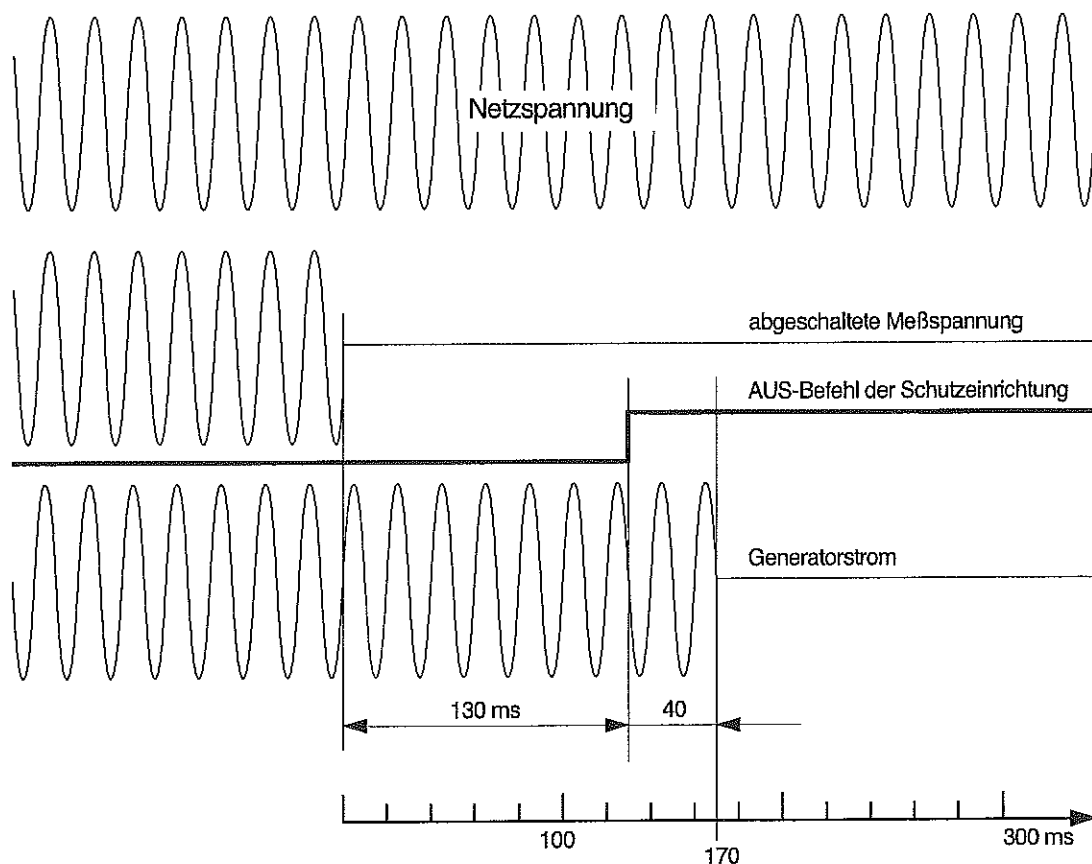 Netzspannung
abgeschaltete Meßspannung
AUS-Befehl der Schutzeinrichtung
Generatorstrom
130 ms
40
100
170
300 ms